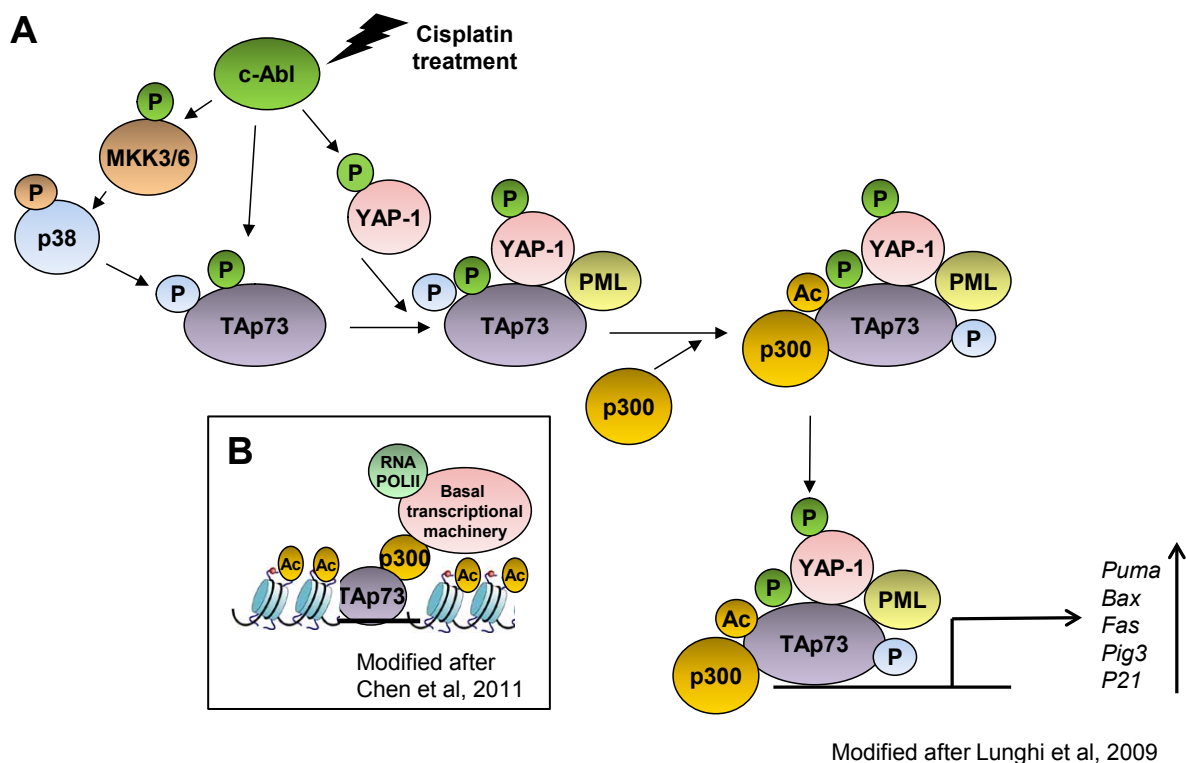 A
Cisplatin
treatment
c-Abl
P
MKK3/6
P
p38
P
YAP-1
P
P
TAp73
P
YAP-1
P
P
PML
TAp73
P
YAP-1
P
Ac
PML
TAp73
P
p300
p300
B
RNA
POLII
Basal
transcriptional
machinery
p300
Ac
Ac
Ac
Ac
TAp73
Modified after
Chen et al, 2011
P
YAP-1
P
PML
Ac
TAp73
P
p300
Puma
Bax
Fas
Pig3
P21
Modified after Lunghi et al, 2009